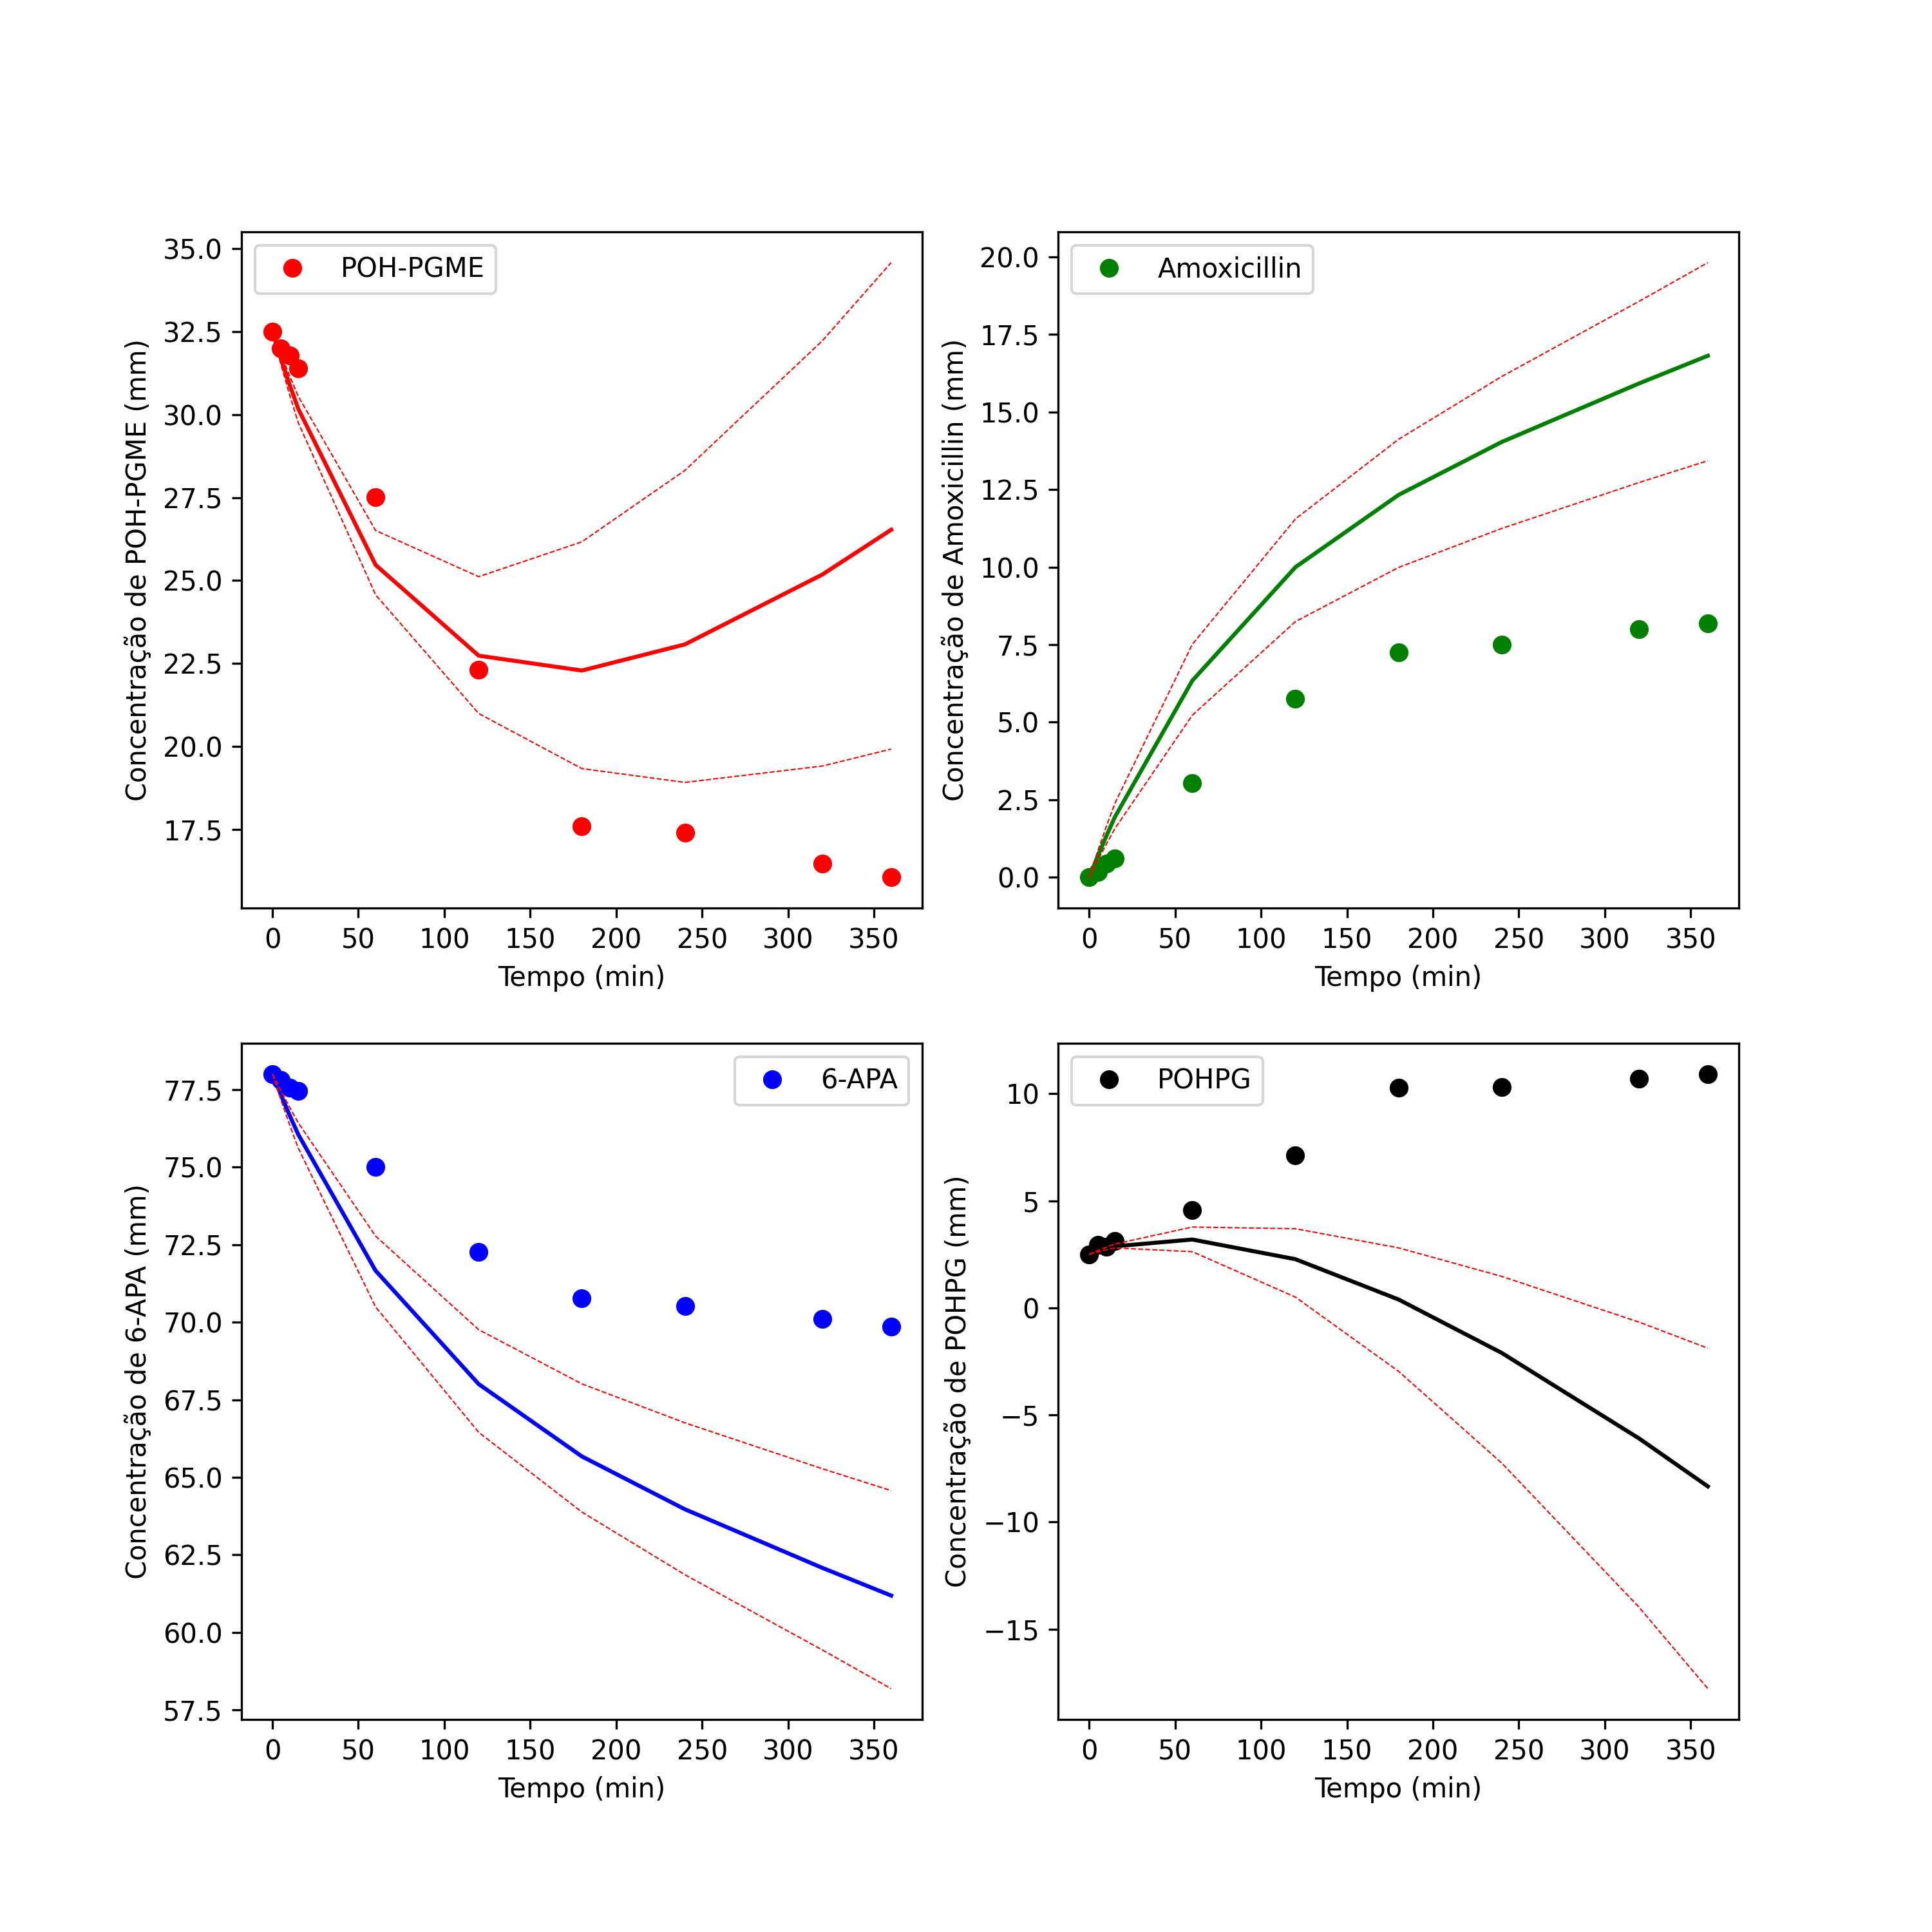 35.0
32.5
30.0
27.5
25.0
22.5
20.0
17.5
Concentração de POH-PGME (mm)
POH-PGME
0 50 100 150 200 250 300 350
Tempo (min)
20.0
17.5
15.0
12.5
10.0
7.5
5.0
2.5
0.0
Concentração de Amoxicillin (mm)
Amoxicillin
0 50 100 150 200 250 300 350
Tempo (min)
77.5
75.0
72.5
70.0
67.5
65.0
62.5
60.0
57.5
Concentração de 6-APA (mm)
6-APA
0 50 100 150 200 250 300 350
Tempo (min)
10
5
0
−5
−10
−15
Concentração de POHPG (mm)
POHPG
0 50 100 150 200 250 300 350
Tempo (min)